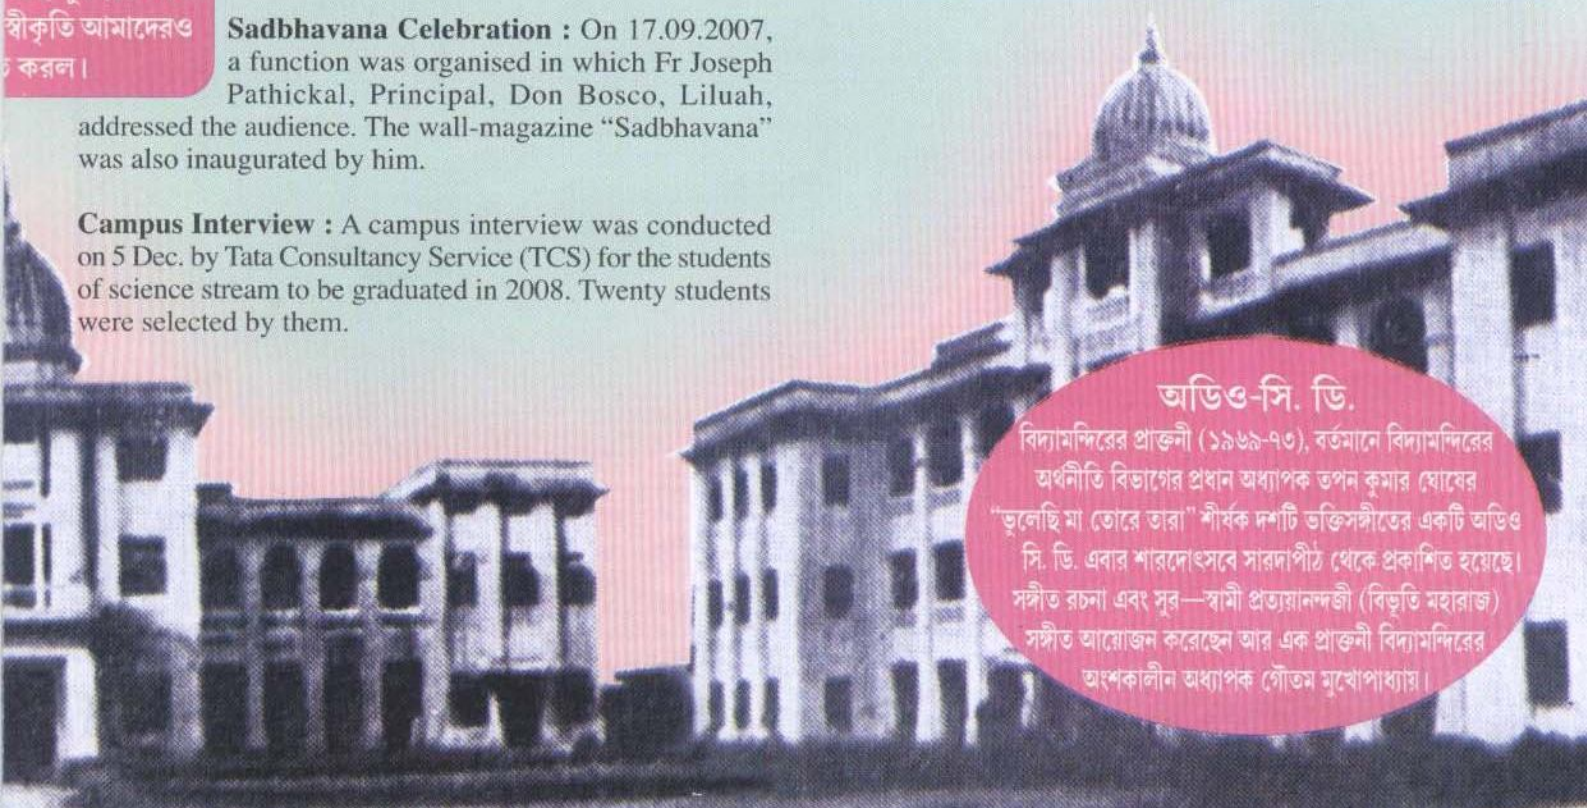 স্বীকৃতি আমাদেরও
করল।
Sadbhavana Celebration : On 17.09.2007,
a function was organised in which Fr Joseph
Pathickal, Principal, Don Bosco, Liluah,
addressed the audience. The wall-magazine “Sadbhavana”
was also inaugurated by him.
Campus Interview : A campus interview was conducted
on 5 Dec. by Tata Consultancy Service (TCS) for the students
of science stream to be graduated in 2008. Twenty students
were selected by them.
অডিও-সি. ডি.
বিদ্যামন্দিরের প্রাক্তনী (১৯৬৯-৭৩), বর্তমানে বিদ্যামন্দিরের
অর্থনীতি বিভাগের প্রধান অধ্যাপক তপন কুমার ঘোষের
“ভুলেছি মা তোরে তারা” শীর্ষক দশটি ভক্তিসঙ্গীতের একটি অডিও
সি. ডি. এবার শারদোৎসবে সারদাপীঠ থেকে প্রকাশিত হয়েছে।
সঙ্গীত রচনা এবং সুর—স্বামী প্রত্যয়ানন্দজী (বিভূতি মহারাজ)
সঙ্গীত আয়োজন করেছেন আর এক প্রাক্তনী বিদ্যামন্দিরের
অংশকালীন অধ্যাপক গৌতম মুখোপাধ্যায়।